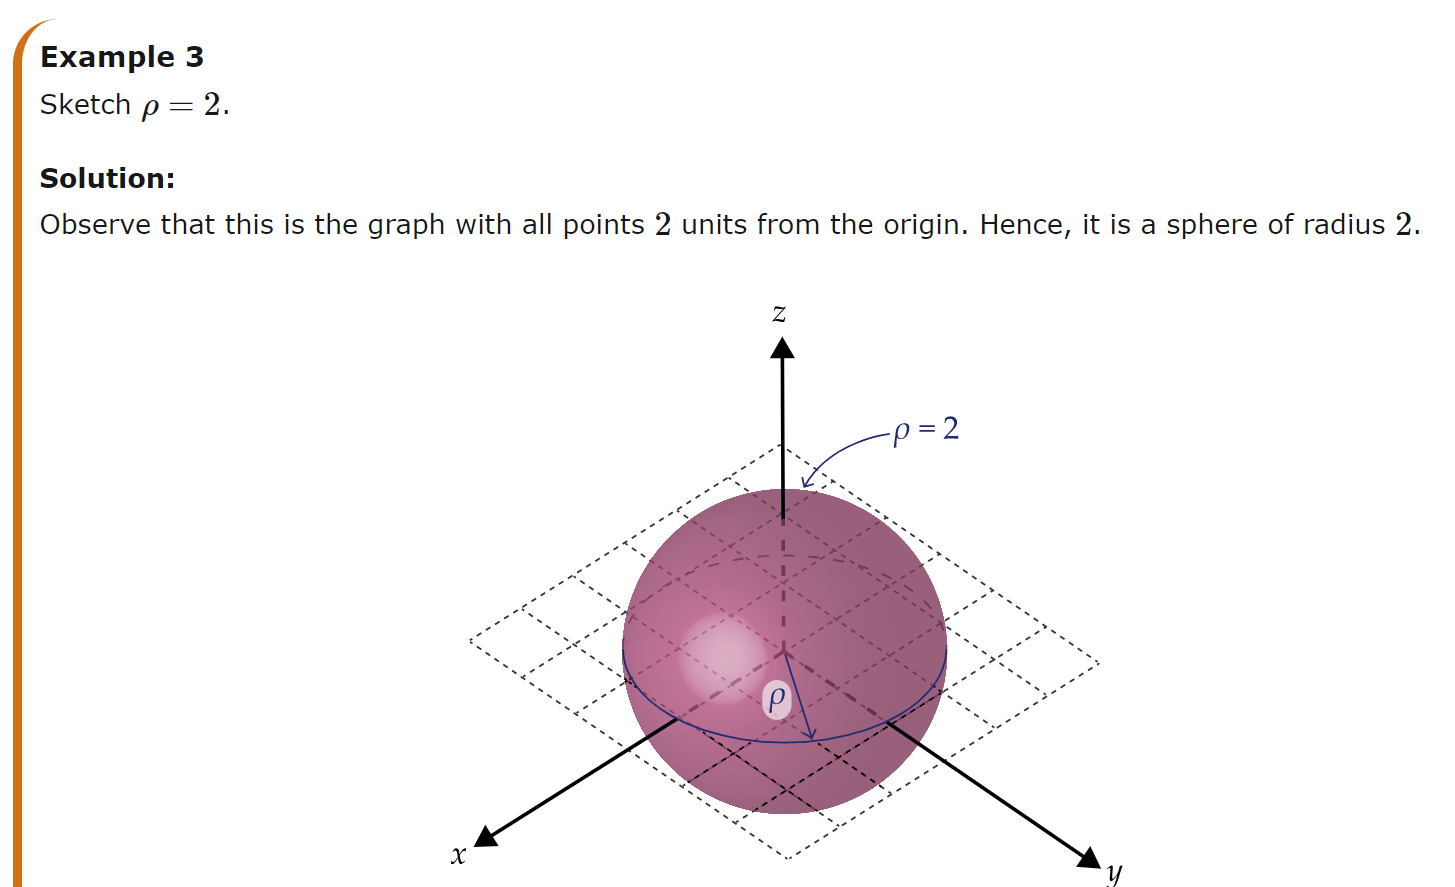 Example 3
Sketch ρ = 2.
Solution:
Observe that this is the graph with all points 2 units from the origin. Hence, it is a sphere of radius 2.
z
ρ = 2
ρ
x
y